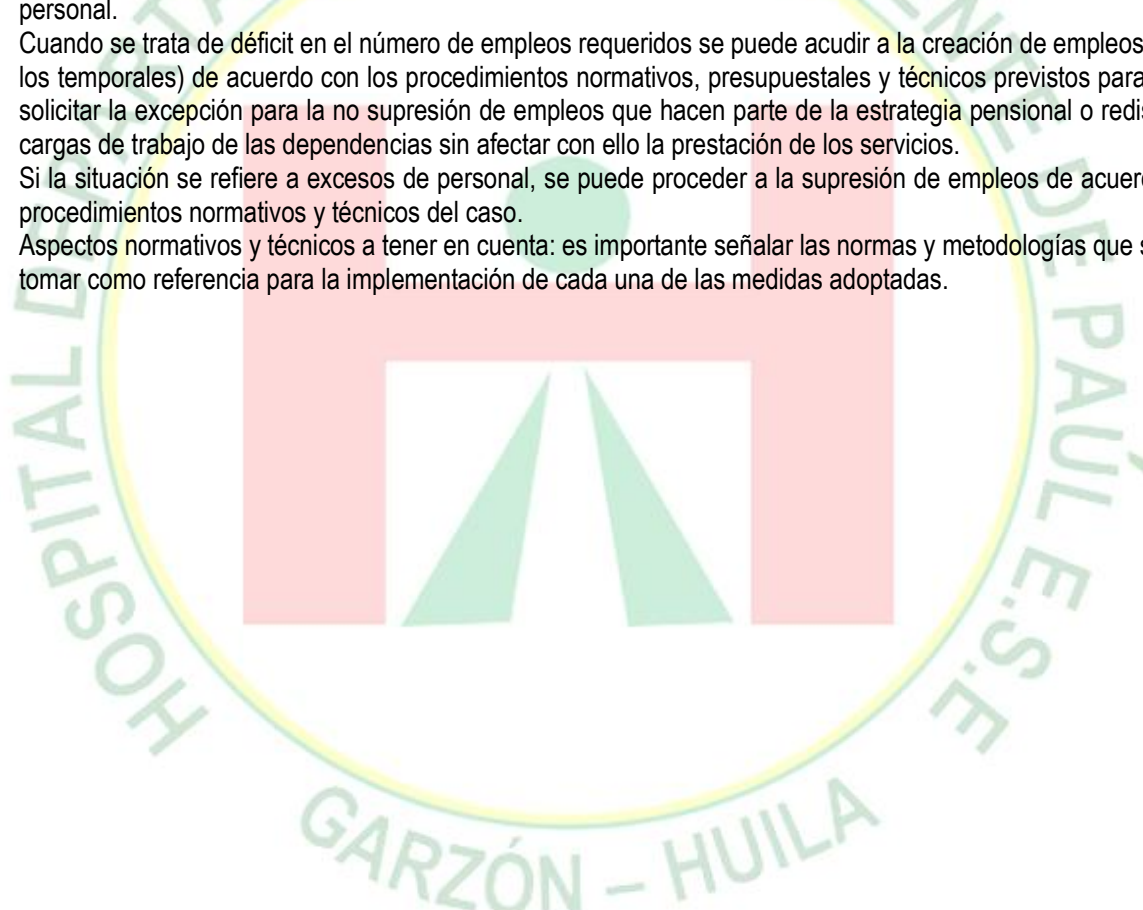 personal.
Cuando se trata de déficit en el número de empleos requeridos se puede acudir a la creación de empleos
los temporales) de acuerdo con los procedimientos normativos, presupuestales y técnicos previstos para
solicitar la excepción para la no supresión de empleos que hacen parte de la estrategia pensional o redis
cargas de trabajo de las dependencias sin afectar con ello la prestación de los servicios.
Si la situación se refiere a excesos de personal, se puede proceder a la supresión de empleos de acuer
procedimientos normativos y técnicos del caso.
Aspectos normativos y técnicos a tener en cuenta: es importante señalar las normas y metodologías que s
tomar como referencia para la implementación de cada una de las medidas adoptadas.
HOSPITAL DEPARTA
ENTE DE PAÚL E.S.E
GARZÓN – HUILA